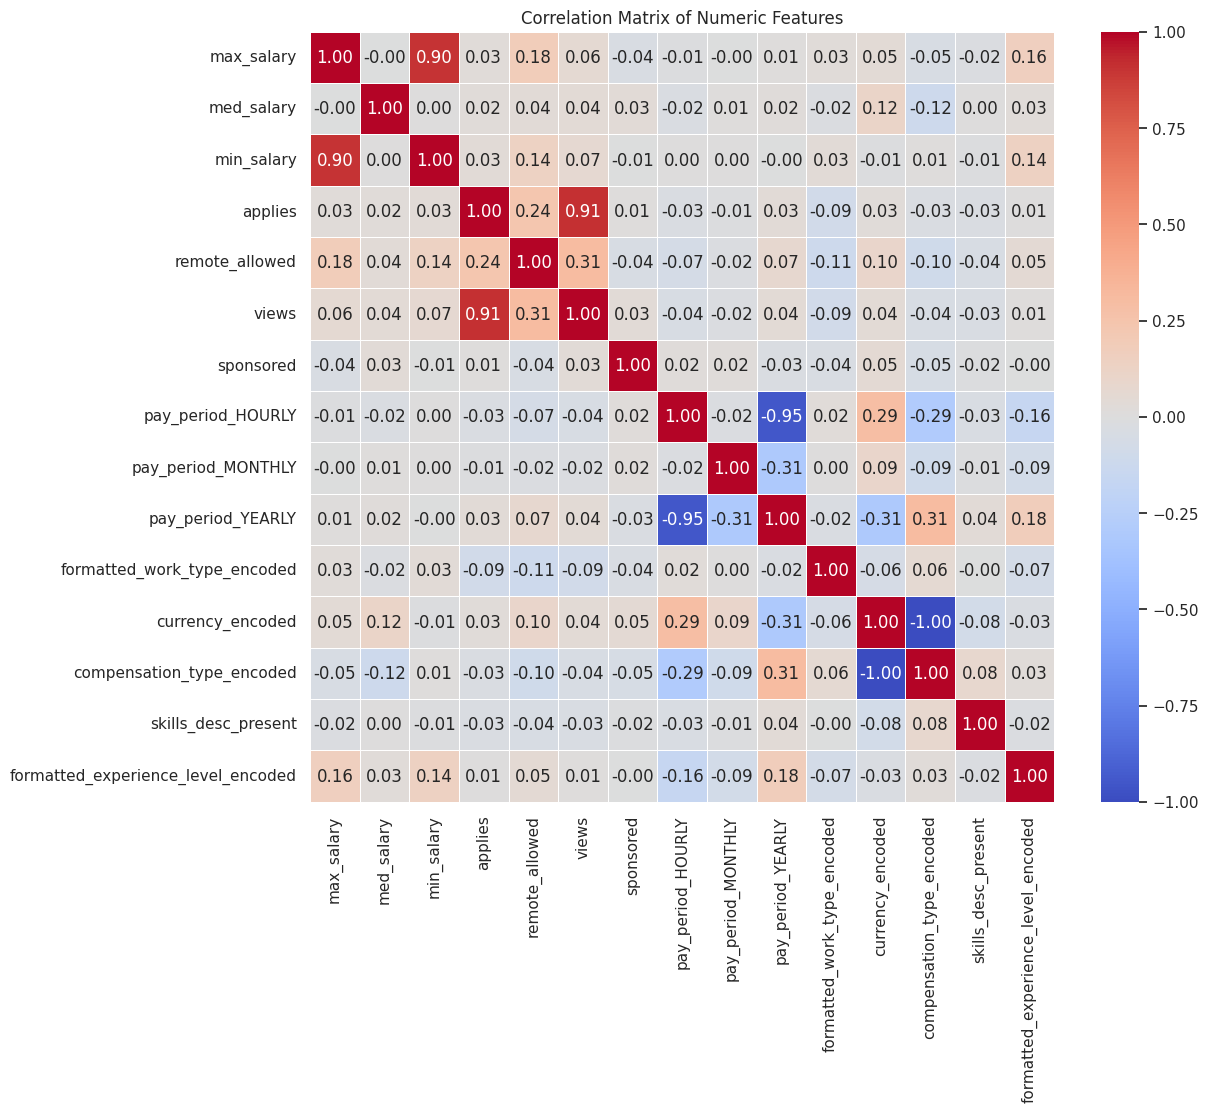 Correlation Matrix of Numeric Features
max_salary 1.00 -0.00 0.90 0.03 0.18 0.06 -0.04 -0.01 -0.00 0.01 0.03 0.05 -0.05 -0.02 0.16
med_salary -0.00 1.00 0.00 0.02 0.04 0.04 0.03 -0.02 0.01 0.02 -0.02 0.12 -0.12 0.00 0.03
min_salary 0.90 0.00 1.00 0.03 0.14 0.07 -0.01 0.00 0.00 -0.00 0.03 -0.01 0.01 -0.01 0.14
applies 0.03 0.02 0.03 1.00 0.24 0.91 0.01 -0.03 -0.01 0.03 -0.09 0.03 -0.03 -0.03 0.01
remote_allowed 0.18 0.04 0.14 0.24 1.00 0.31 -0.04 -0.07 -0.02 0.07 -0.11 0.10 -0.10 -0.04 0.05
views 0.06 0.04 0.07 0.91 0.31 1.00 0.03 -0.04 -0.02 0.04 -0.09 0.04 -0.04 -0.03 0.01
sponsored -0.04 0.03 -0.01 0.01 -0.04 0.03 1.00 0.02 0.02 -0.03 -0.04 0.05 -0.05 -0.02 -0.00
pay_period_HOURLY -0.01 -0.02 0.00 -0.03 -0.07 -0.04 0.02 1.00 -0.02 -0.95 0.02 0.29 -0.29 -0.03 -0.16
pay_period_MONTHLY -0.00 0.01 0.00 -0.01 -0.02 -0.02 0.02 -0.02 1.00 -0.31 0.00 0.09 -0.09 -0.01 -0.09
pay_period_YEARLY 0.01 0.02 -0.00 0.03 0.07 0.04 -0.03 -0.95 -0.31 1.00 -0.02 -0.31 0.31 0.04 0.18
formatted_work_type_encoded 0.03 -0.02 0.03 -0.09 -0.11 -0.09 -0.04 0.02 0.00 -0.02 1.00 -0.06 0.06 -0.00 -0.07
currency_encoded 0.05 0.12 -0.01 0.03 0.10 0.04 0.05 0.29 0.09 -0.31 -0.06 1.00 -1.00 -0.08 -0.03
compensation_type_encoded -0.05 -0.12 0.01 -0.03 -0.10 -0.04 -0.05 -0.29 -0.09 0.31 0.06 -1.00 1.00 0.08 0.03
skills_desc_present -0.02 0.00 -0.01 -0.03 -0.04 -0.03 -0.02 -0.03 -0.01 0.04 -0.00 -0.08 0.08 1.00 -0.02
formatted_experience_level_encoded 0.16 0.03 0.14 0.01 0.05 0.01 -0.00 -0.16 -0.09 0.18 -0.07 -0.03 0.03 -0.02 1.00
max_salary
med_salary
min_salary
applies
remote_allowed
views
sponsored
pay_period_HOURLY
pay_period_MONTHLY
pay_period_YEARLY
formatted_work_type_encoded
currency_encoded
compensation_type_encoded
skills_desc_present
formatted_experience_level_encoded
1.00
0.75
0.50
0.25
0.00
−0.25
−0.50
−0.75
−1.00